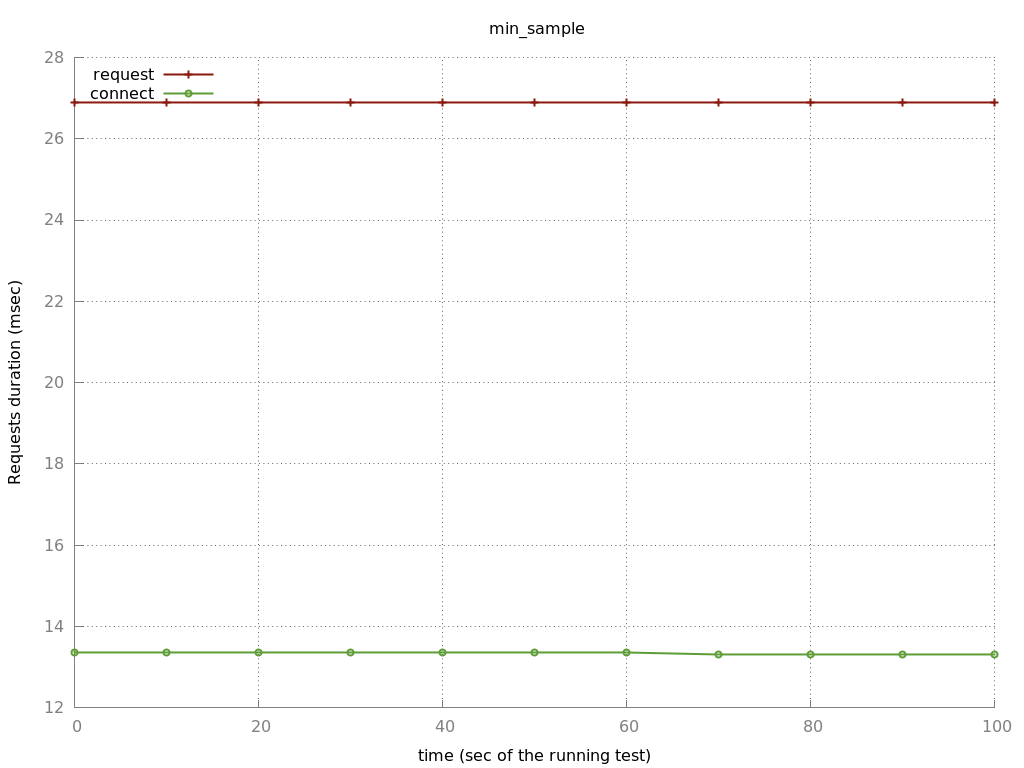 min_sample
28
request
connect
26
24
22
20
18
16
14
12
Requests duration (msec)
0 20 40 60 80 100
time (sec of the running test)